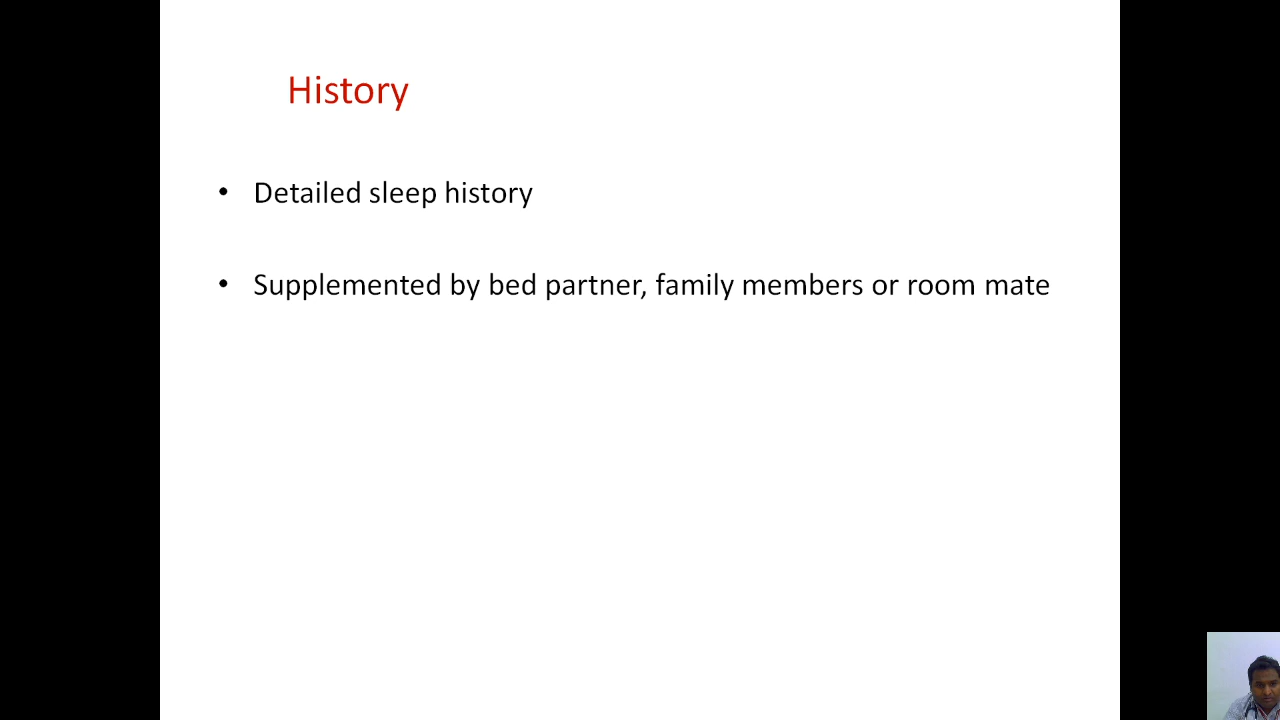 History
• Detailed sleep history
• Supplemented by bed partner, family members or room mate